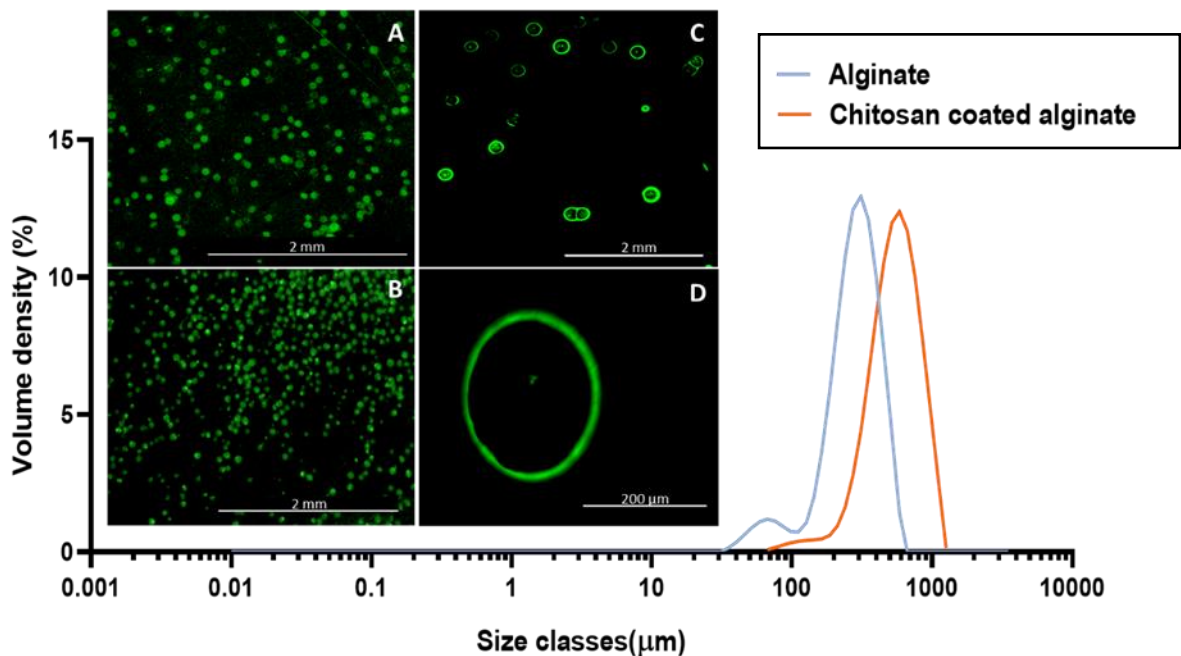 A
2 mm
C
2 mm
B
2 mm
D
200 µm
Alginate
Chitosan coated alginate
Volume density (%)
15
10
5
0
0.001 0.01 0.1 1 10 100 1000 10000
Size classes(µm)